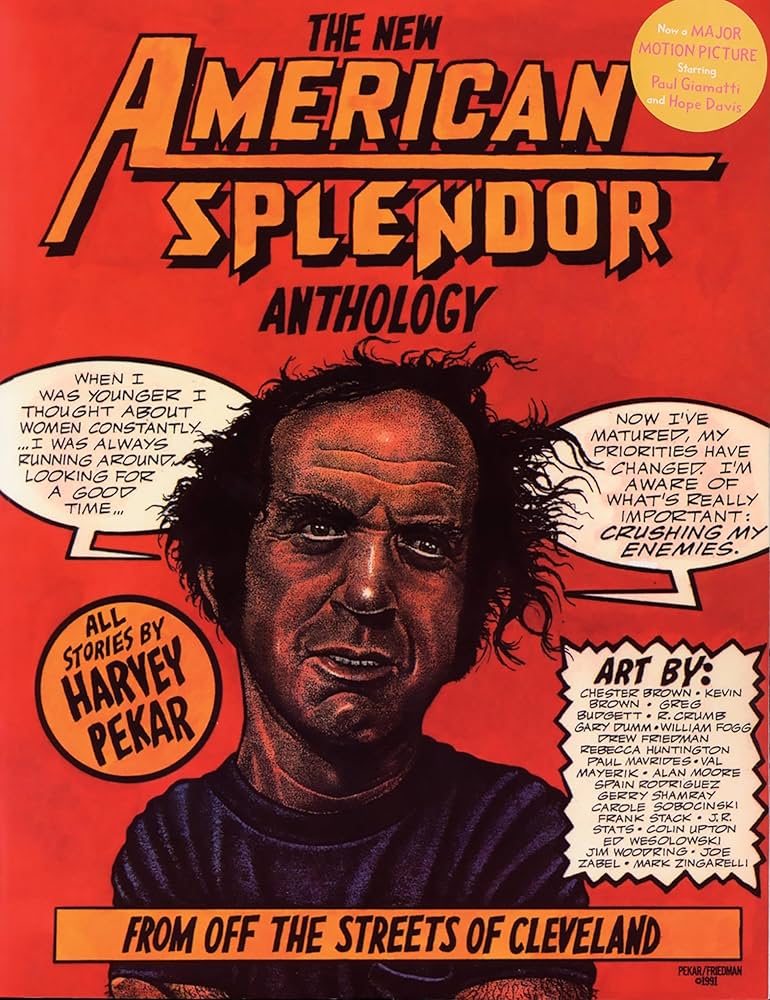 THE NEW
AMERICAN
SPLENDOR
ANTHOLOGY
Now a MAJOR
MOTION PICTURE
Starring
Paul Giamatti
and Hope Davis
WHEN I
WAS YOUNGER I
THOUGHT ABOUT
WOMEN CONSTANTLY
...I WAS ALWAYS
RUNNING AROUND,
LOOKING FOR
A GOOD
TIME...
NOW I'VE
MATURED, MY
PRIORITIES HAVE
CHANGED. I'M
AWARE OF
WHAT'S REALLY
IMPORTANT:
CRUSHING MY
ENEMIES.
ALL
STORIES BY
HARVEY
PEKAR
ART BY:
CHESTER BROWN • KEVIN
BROWN • GREG
BUDGETT • R. CRUMB
GARY DUMM • WILLIAM FOGG
DREW FRIEDMAN
REBECCA HUNTINGTON
PAUL MAVRIDES • VAL
MAYERIK • ALAN MOORE
SPAIN RODRIGUEZ
GERRY SHAMRAY
CAROLE SOBOCINSKI
FRANK STACK • J.R.
STATS • COLIN UPTON
ED WESOLOWSKI
JIM WOODRING • JOE
ZABEL • MARK ZINGARELLI
FROM OFF THE STREETS OF CLEVELAND
PEKAR/FRIEDMAN
©1991